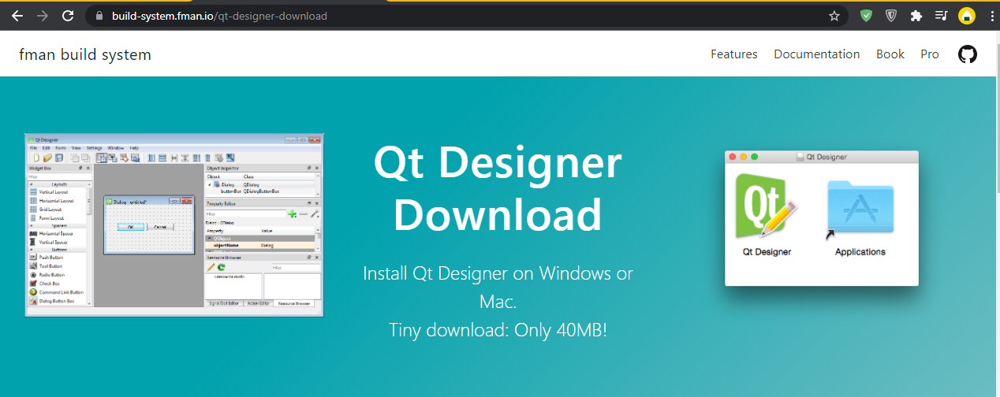 build-system.fman.io/qt-designer-download
fman build system
Features Documentation Book Pro
Qt Designer
File Edit Form View Settings Window Help
Widget Box
Filter
Layouts
Vertical Layout
Horizontal Layout
Grid Layout
Form Layout
Spacers
Horizontal Spacer
Vertical Spacer
Buttons
Push Button
Tool Button
Radio Button
Check Box
Command Link Button
Dialog Button Box
Dialog - untitled*
OK Cancel
Object Inspector
Object Class
Dialog QDialog
buttonBox QDialogButtonBox
Property Editor
Filter
Dialog : QDialog
Property Value
QObject
objectName Dialog
Resource Browser
Filter
<resource root>
Signal/Slot Editor Action Editor Resource Browser
Qt Designer
Download
Install Qt Designer on Windows or
Mac.
Tiny download: Only 40MB!
Qt Designer
Qt
Qt Designer Applications